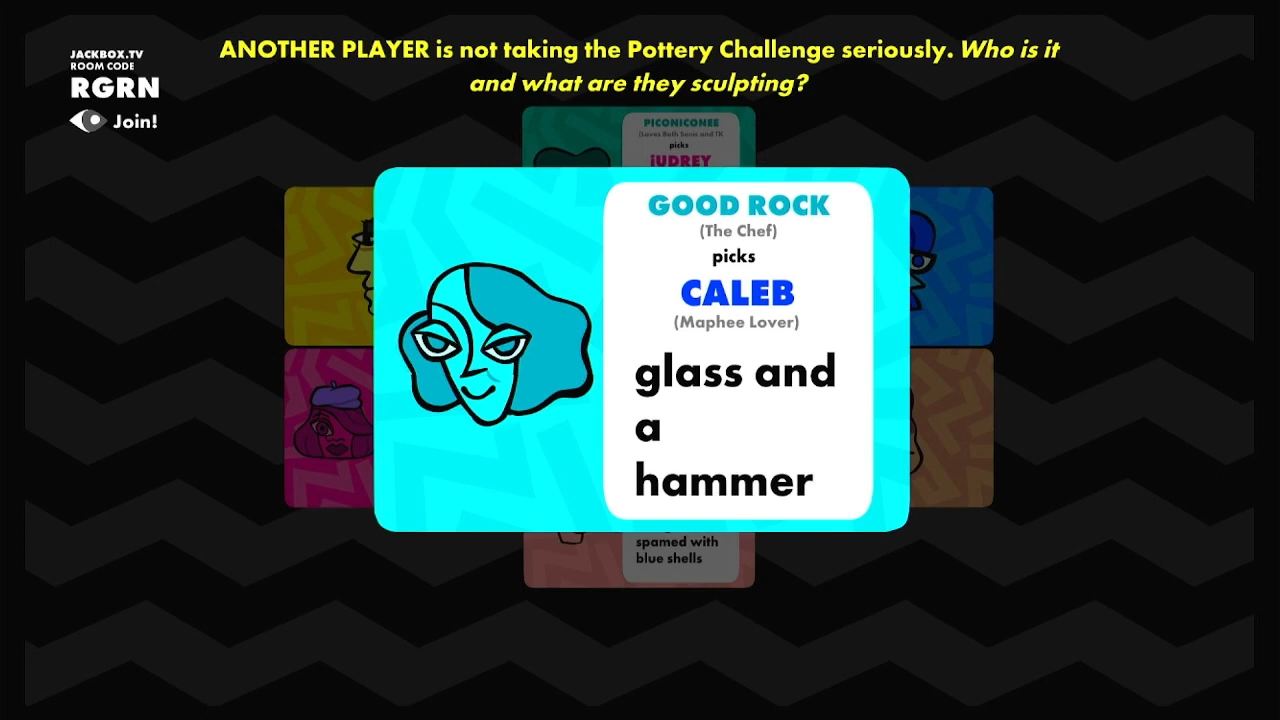 JACKBOX.TV
ROOM CODE
RGRN
Join!
ANOTHER PLAYER is not taking the Pottery Challenge seriously. Who is it
and what are they sculpting?
PICONICONEE
(Loves Both Sonic and TK
picks
iUDREY
GOOD ROCK
(The Chef)
picks
CALEB
(Maphee Lover)
glass and
a
hammer
spamed with
blue shells